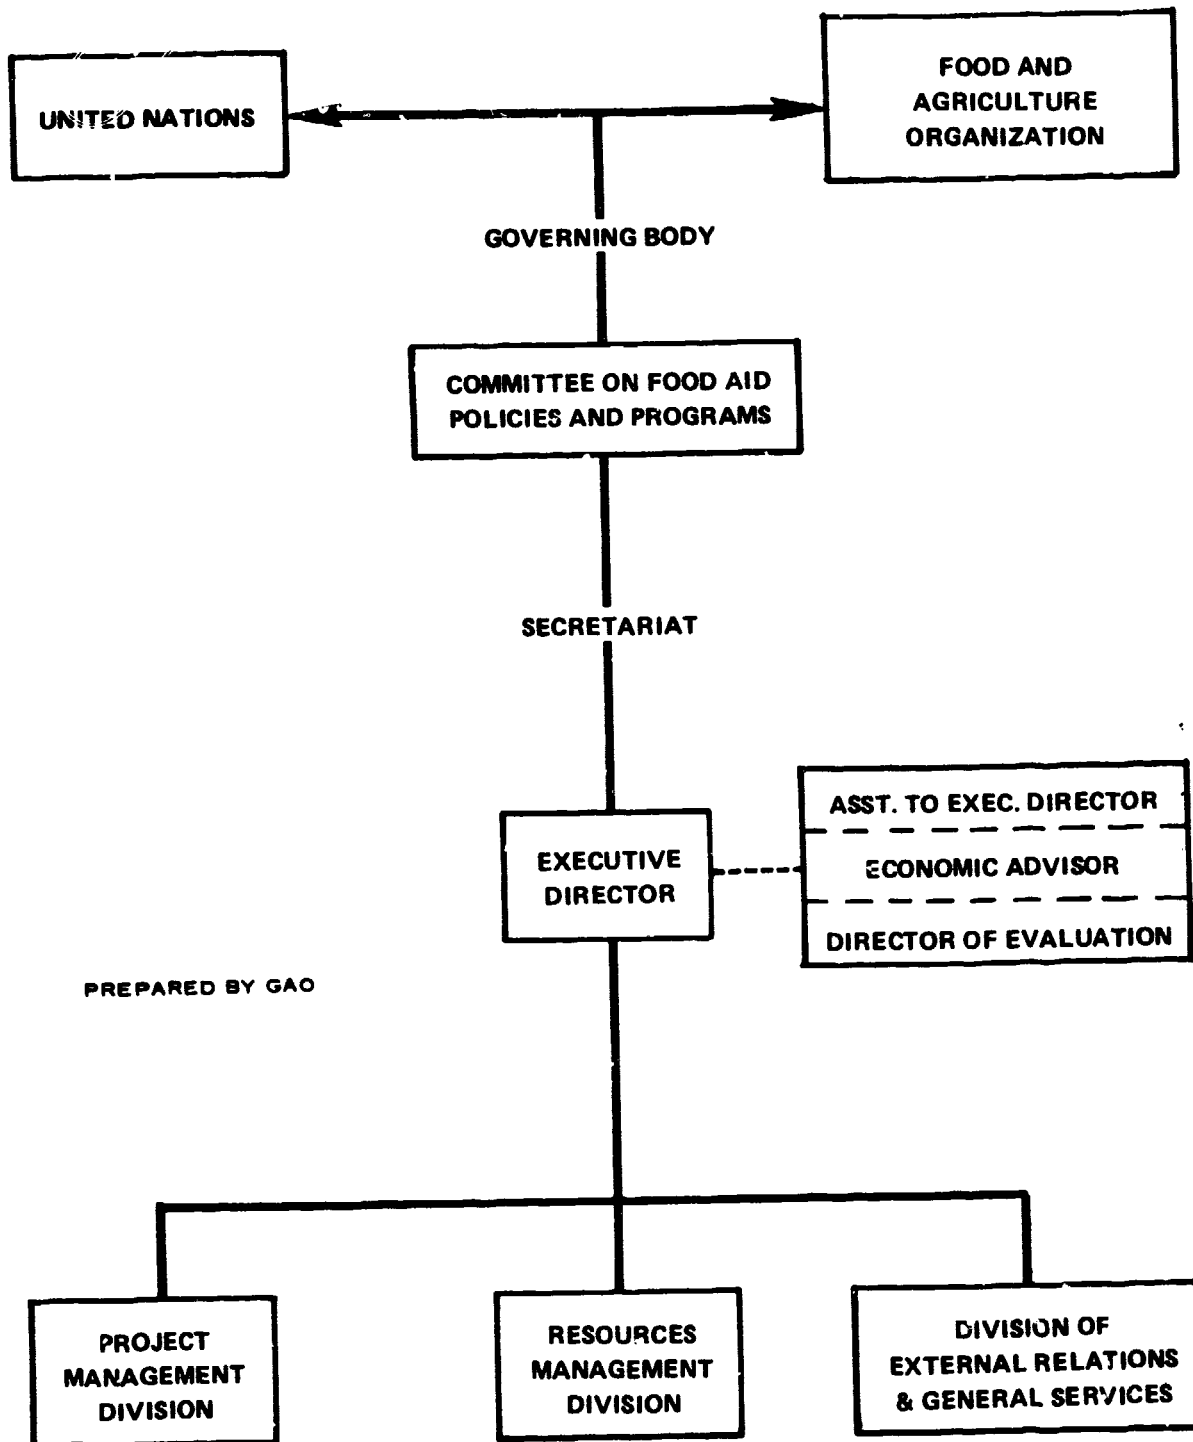 UNITED NATIONS
FOOD AND
AGRICULTURE
ORGANIZATION
GOVERNING BODY
COMMITTEE ON FOOD AID
POLICIES AND PROGRAMS
SECRETARIAT
EXECUTIVE
DIRECTOR
ASST. TO EXEC. DIRECTOR
ECONOMIC ADVISOR
DIRECTOR OF EVALUATION
PREPARED BY GAO
PROJECT
MANAGEMENT
DIVISION
RESOURCES
MANAGEMENT
DIVISION
DIVISION OF
EXTERNAL RELATIONS
& GENERAL SERVICES